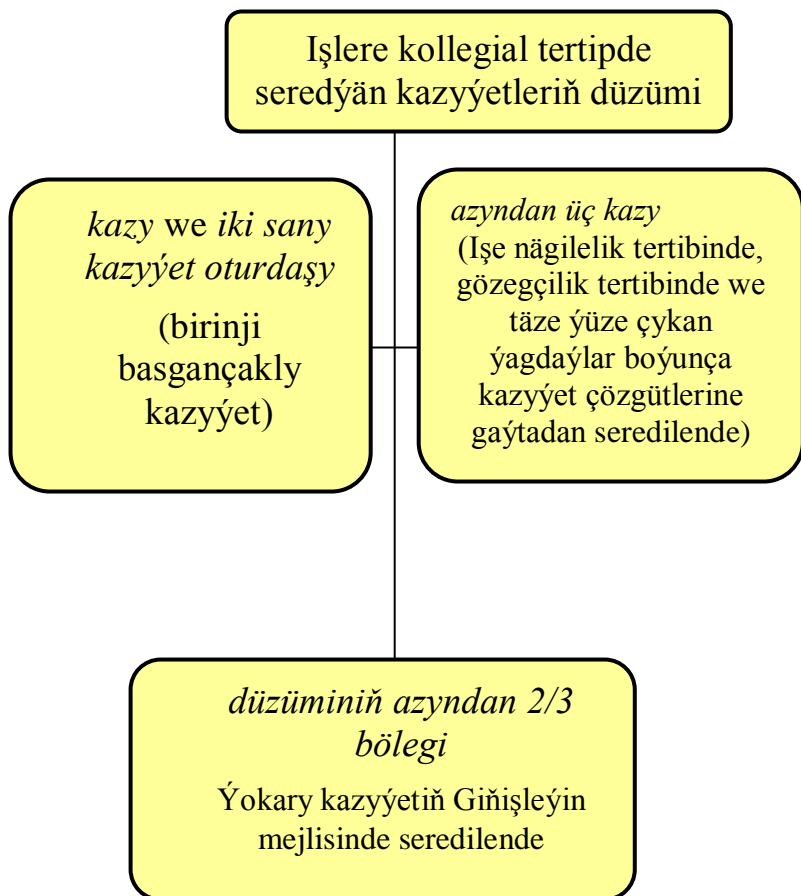 Işlere kollegial tertipde
seredýän kazyýetleriň düzümi
kazy we iki sany
kazyýet oturdaşy
(birinji
basgançakly
kazyýet)
azyndan üç kazy
(Işe nägilelik tertibinde,
gözegçilik tertibinde we
täze ýüze çykan
ýagdaýlar boýunça
kazyýet çözgütlerine
gaýtadan seredilende)
düzüminiň azyndan 2/3
bölegi
Ýokary kazyýetiň Giňişleýin
mejlisinde seredilende